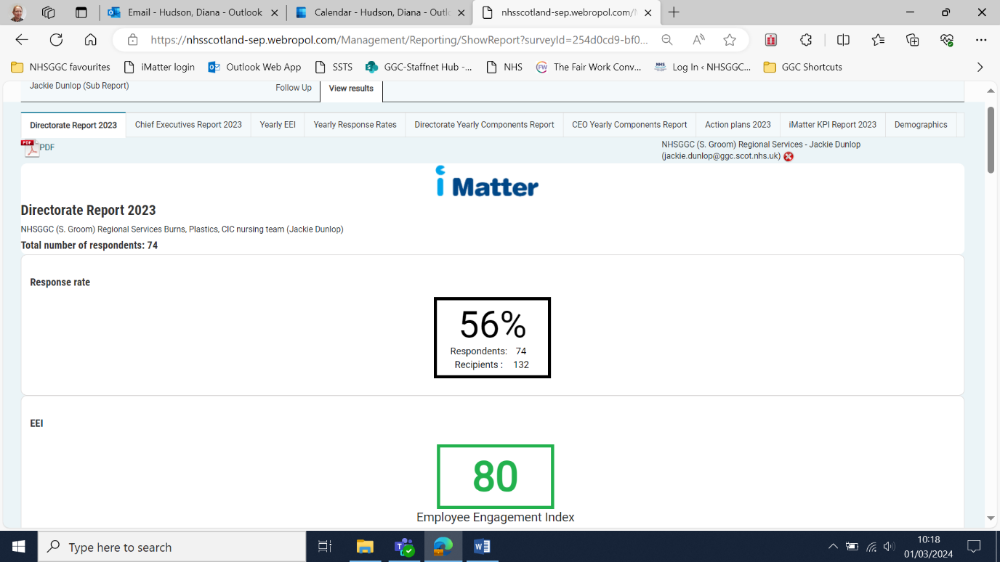 Email - Hudson, Diana - Outlook
Calendar - Hudson, Diana - Outlo
nhsscotland-sep.webropol.com/M
https://nhsscotland-sep.webropol.com/Management/Reporting/ShowReport?surveyId=254d0cd9-bf0...
NHSGGC favourites
iMatter login
Outlook Web App
SSTS
GGC-Staffnet Hub -...
NHS
The Fair Work Conv...
Log In ‹ NHSGGC...
GGC Shortcuts
Jackie Dunlop (Sub Report)
Follow Up
View results
Directorate Report 2023
Chief Executives Report 2023
Yearly EEI
Yearly Response Rates
Directorate Yearly Components Report
CEO Yearly Components Report
Action plans 2023
iMatter KPI Report 2023
Demographics
PDF
NHSGGC (S. Groom) Regional Services - Jackie Dunlop
(jackie.dunlop@ggc.scot.nhs.uk)
i Matter
Directorate Report 2023
NHSGGC (S. Groom) Regional Services Burns, Plastics, CIC nursing team (Jackie Dunlop)
Total number of respondents: 74
Response rate
56%
Respondents: 74
Recipients : 132
EEI
80
Employee Engagement Index
Type here to search
10:18
01/03/2024